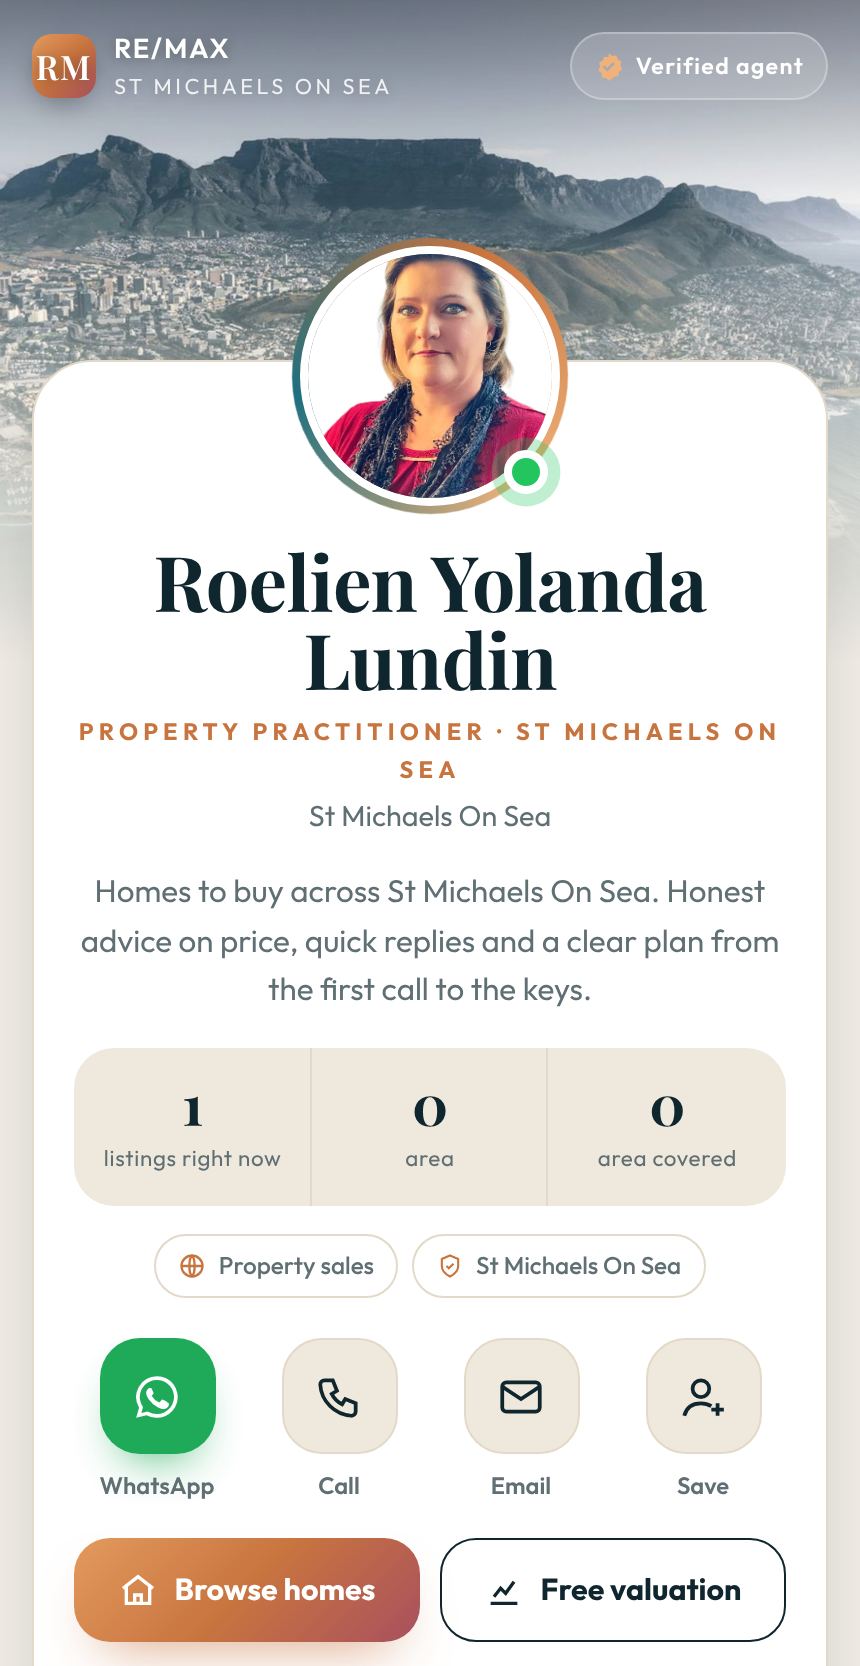 RM
RE/MAX
ST MICHAELS ON SEA
Verified agent
Roelien Yolanda
Lundin
PROPERTY PRACTITIONER · ST MICHAELS ON
SEA
St Michaels On Sea
Homes to buy across St Michaels On Sea. Honest
advice on price, quick replies and a clear plan from
the first call to the keys.
1
listings right now
0
area
0
area covered
Property sales
St Michaels On Sea
WhatsApp
Call
Email
Save
Browse homes
Free valuation